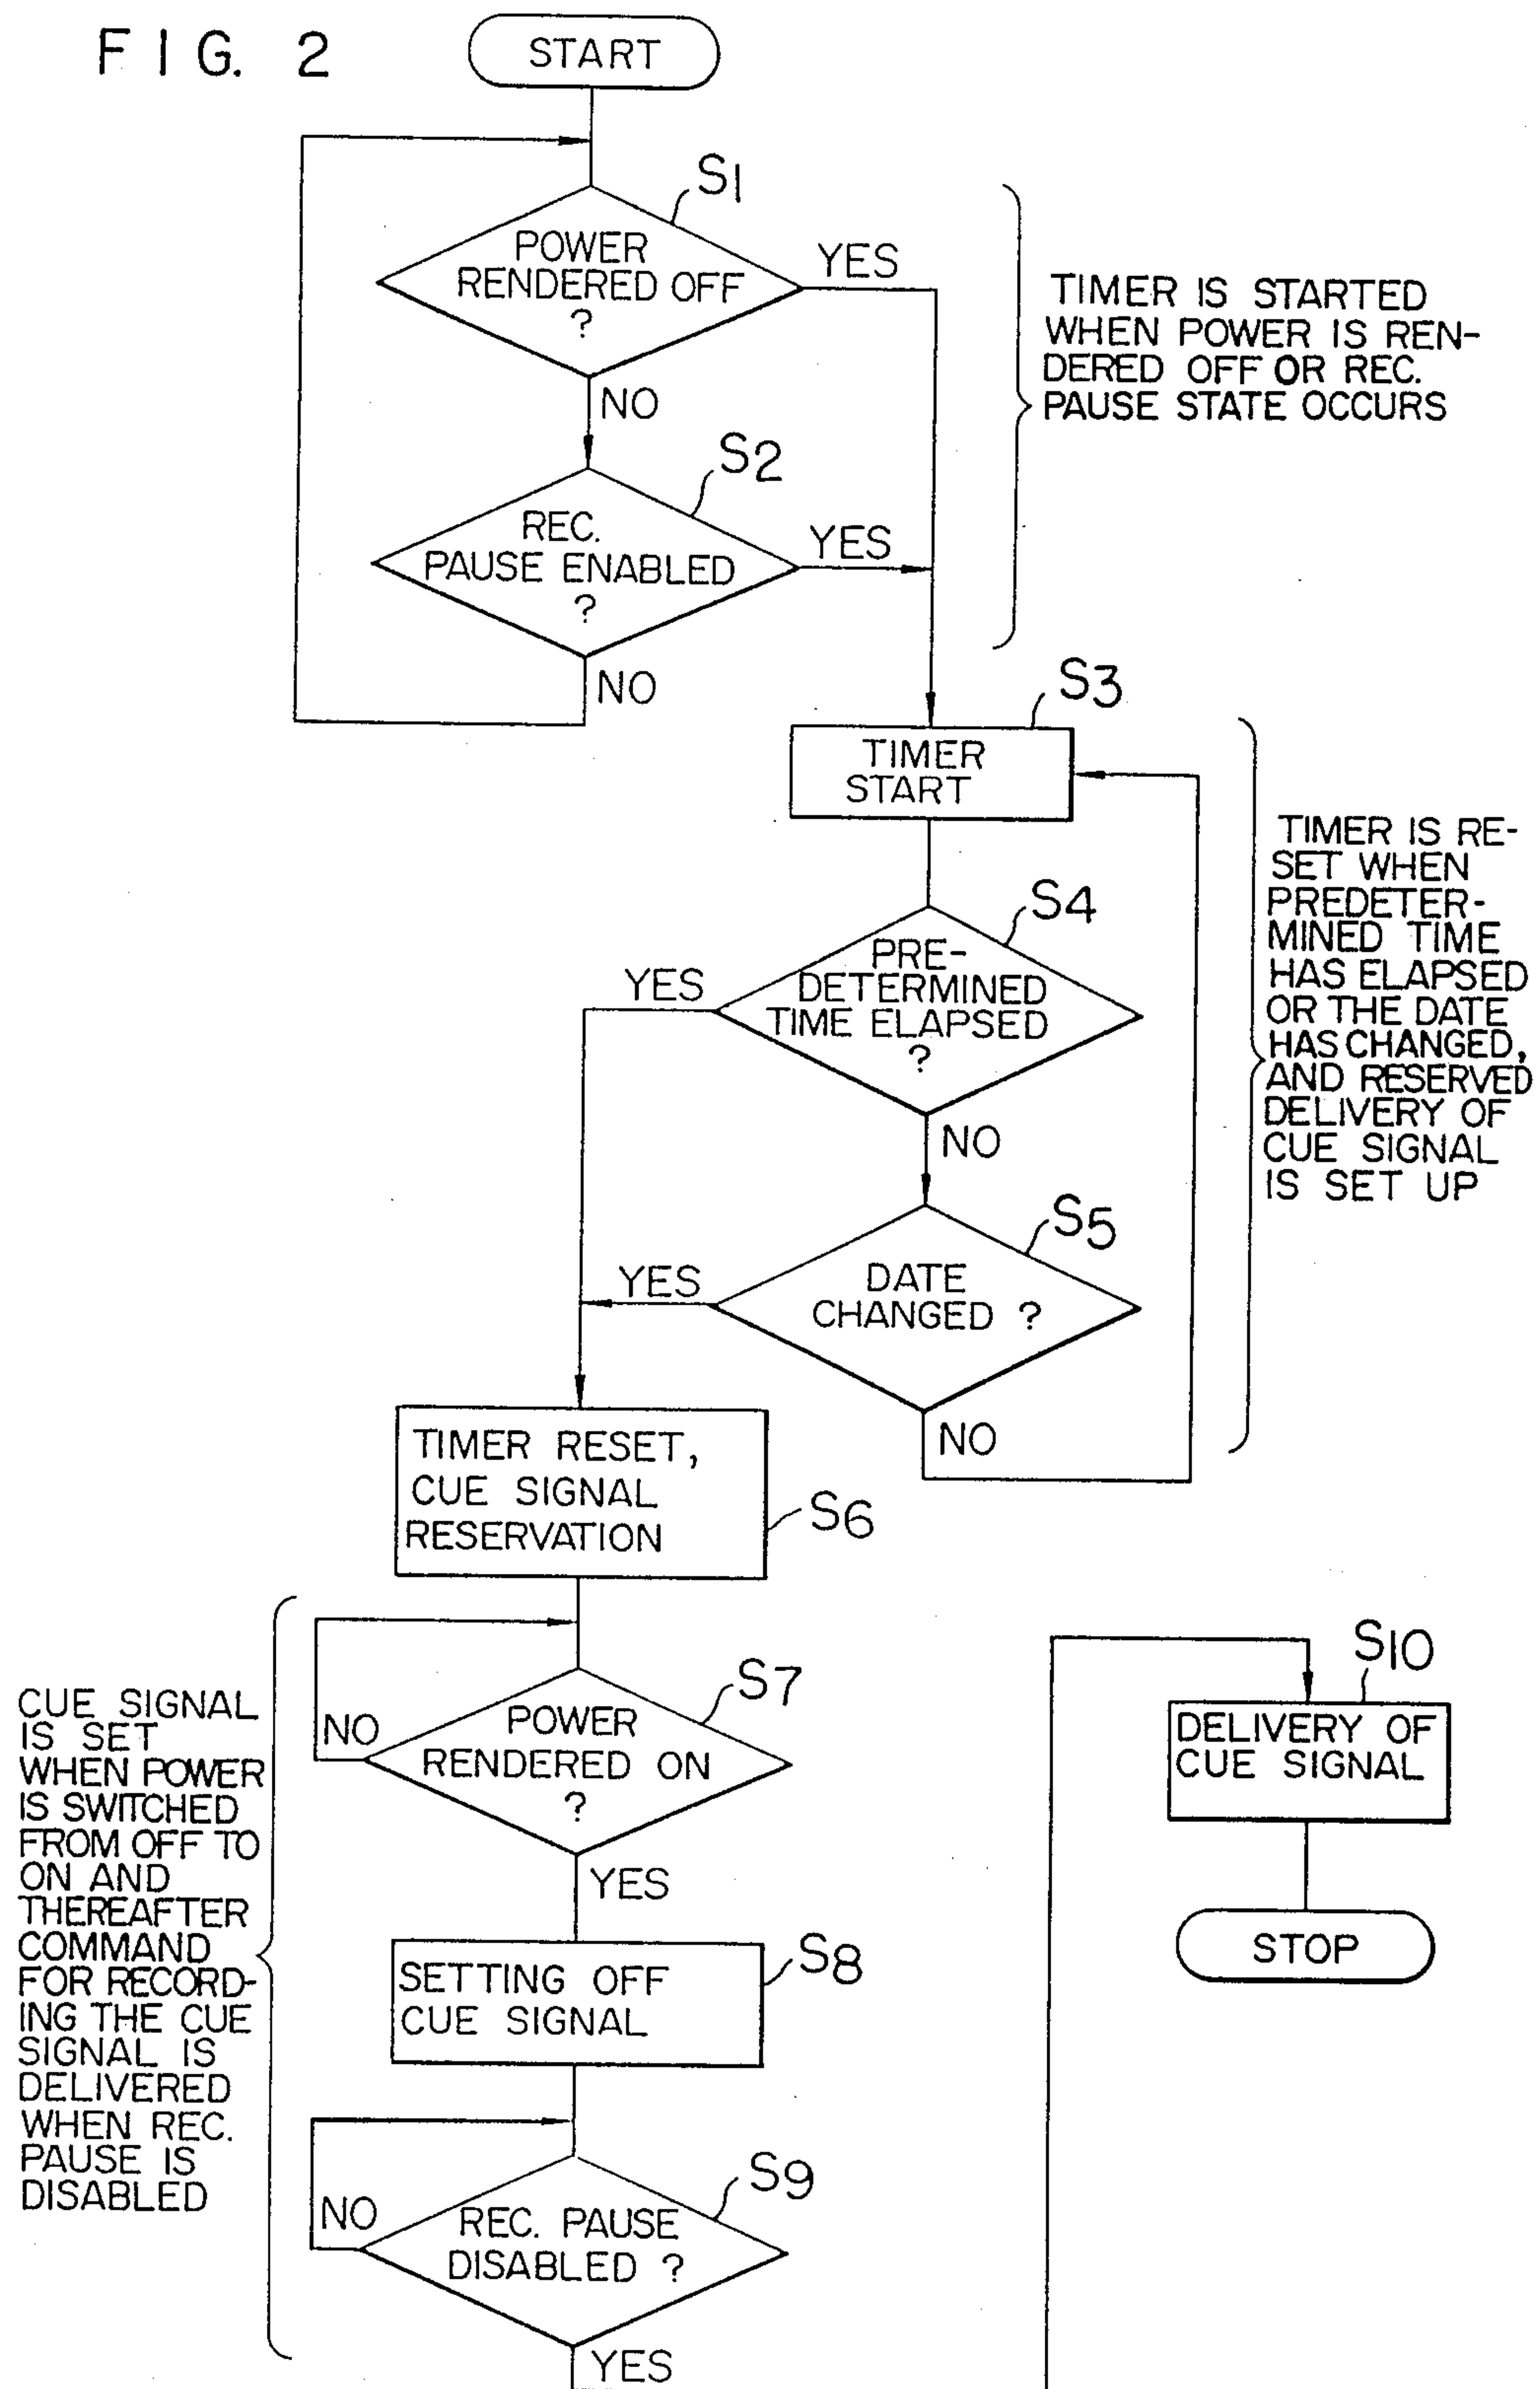 FIG. 2
START
S1
POWER
RENDERED OFF
?
YES
NO
TIMER IS STARTED
WHEN POWER IS REN-
DERED OFF OR REC.
PAUSE STATE OCCURS
S2
REC.
PAUSE ENABLED
?
YES
NO
S3
TIMER
START
S4
PRE-
DETERMINED
TIME ELAPSED
?
YES
NO
TIMER IS RE-
SET WHEN
PREDETER-
MINED TIME
HAS ELAPSED
OR THE DATE
HAS CHANGED,
AND RESERVED
DELIVERY OF
CUE SIGNAL
IS SET UP
S5
DATE
CHANGED ?
YES
NO
TIMER RESET,
CUE SIGNAL
RESERVATION
S6
S7
POWER
RENDERED ON
?
NO
YES
CUE SIGNAL
IS SET
WHEN POWER
IS SWITCHED
FROM OFF TO
ON AND
THEREAFTER
COMMAND
FOR RECORD-
ING THE CUE
SIGNAL IS
DELIVERED
WHEN REC.
PAUSE IS
DISABLED
S8
SETTING OFF
CUE SIGNAL
S9
REC. PAUSE
DISABLED ?
NO
YES
S10
DELIVERY OF
CUE SIGNAL
STOP